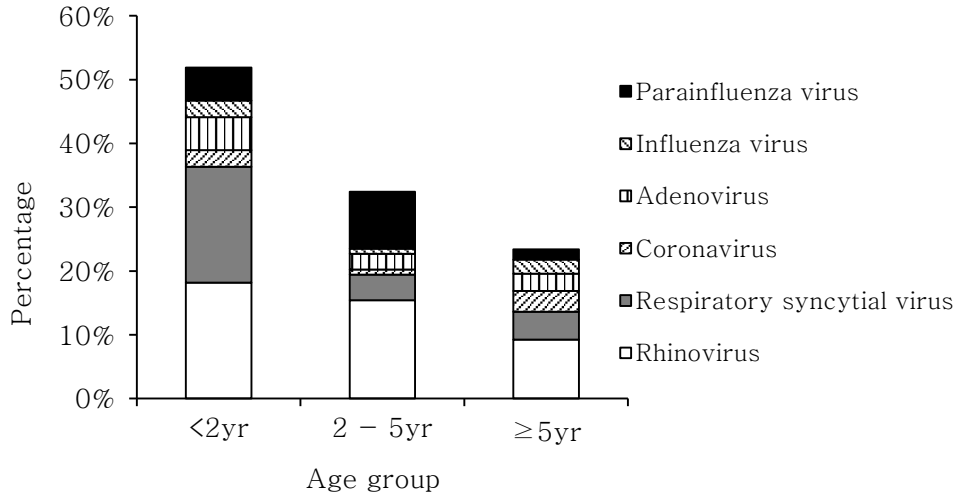 60%
50%
40%
30%
20%
10%
0%
Percentage
<2yr
2 - 5yr
≥5yr
Age group
Parainfluenza virus
Influenza virus
Adenovirus
Coronavirus
Respiratory syncytial virus
Rhinovirus